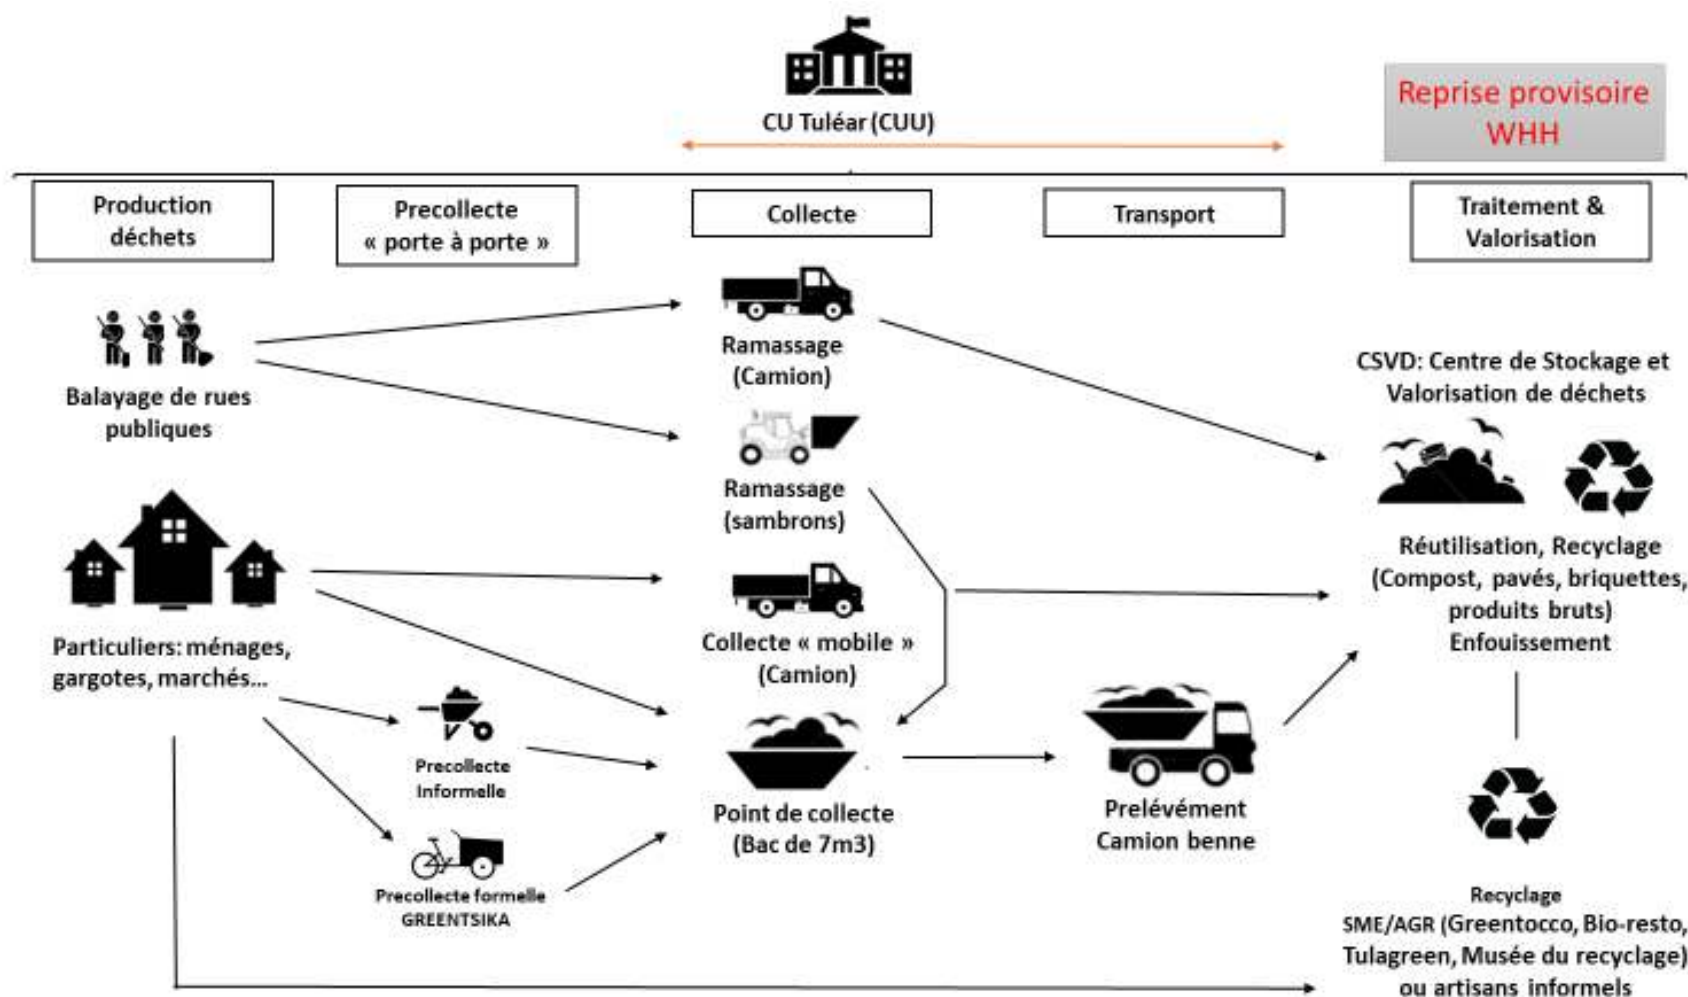 CU Tuléar (CUU)
Reprise provisoire
WHH
Production
déchets
Precollecte
« porte à porte »
Collecte
Transport
Traitement &
Valorisation
Balayage de rues
publiques
Ramassage
(Camion)
CSVD: Centre de Stockage et
Valorisation de déchets
Ramassage
(sambrons)
Réutilisation, Recyclage
(Compost, pavés, briquettes,
produits bruts)
Enfouissement
Particuliers: ménages,
gargotes, marchés...
Collecte « mobile »
(Camion)
Precollecte
Informelle
Point de collecte
(Bac de 7m3)
Prelévément
Camion benne
Precollecte formelle
GREENTSIKA
Recyclage
SME/AGR (Greentocco, Bio-resto,
Tulagreen, Musée du recyclage)
ou artisans informels